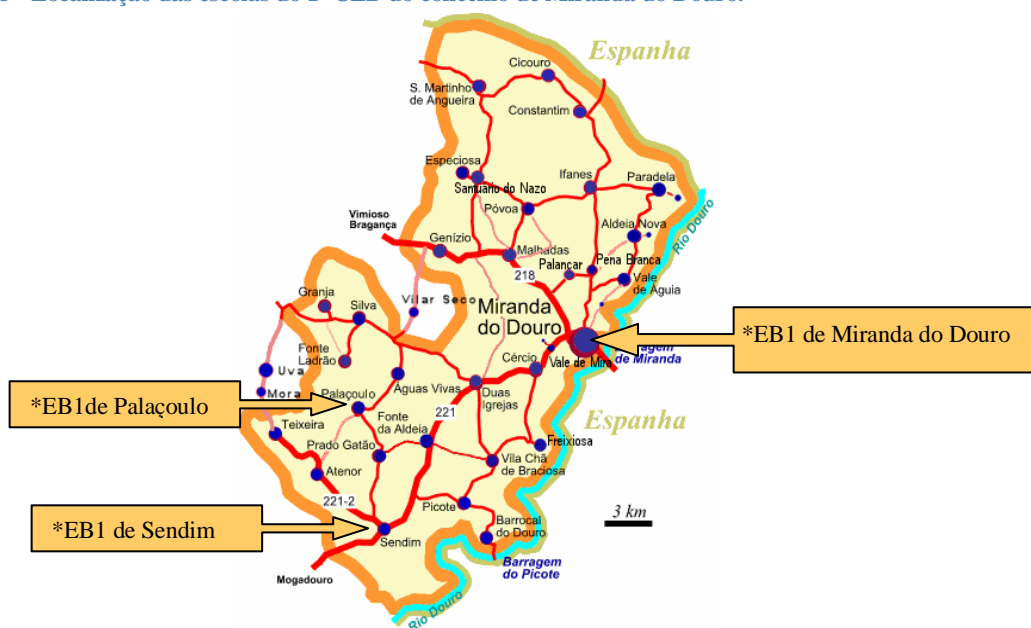 Localização das escolas do 1º CEB do concelho de Miranda do Douro.
Espanha
Cicouro
S. Martinho
de Angueira
Constantim
Especiosa
Santuario do Nazo
Ifanes
Paradela
Póvoa
Vimioso
Bragança
Aldeia Nova
Rio Douro
Genízio
Malhadas
Palançar
Pena Branca
218
Vale
de Águia
Granja
Silva
Vilar Seco
Miranda
do Douro
*EB1 de Miranda do Douro
de Miranda
Fonte
Ladrão
Cércio
Vale de Mira
Uva
Mora
Águas Vivas
Duas
Igrejas
*EB1de Palaçoulo
Palaçoulo
221
Espanha
Teixeira
Fonte
da Aldeia
Prado Gatão
Freixiosa
Vila Chã
de Braciosa
Atenor
221-2
Picote
3 km
*EB1 de Sendim
Sendim
Barrocal
do Douro
Barragem
do Picote
Mogadouro
Rio Douro